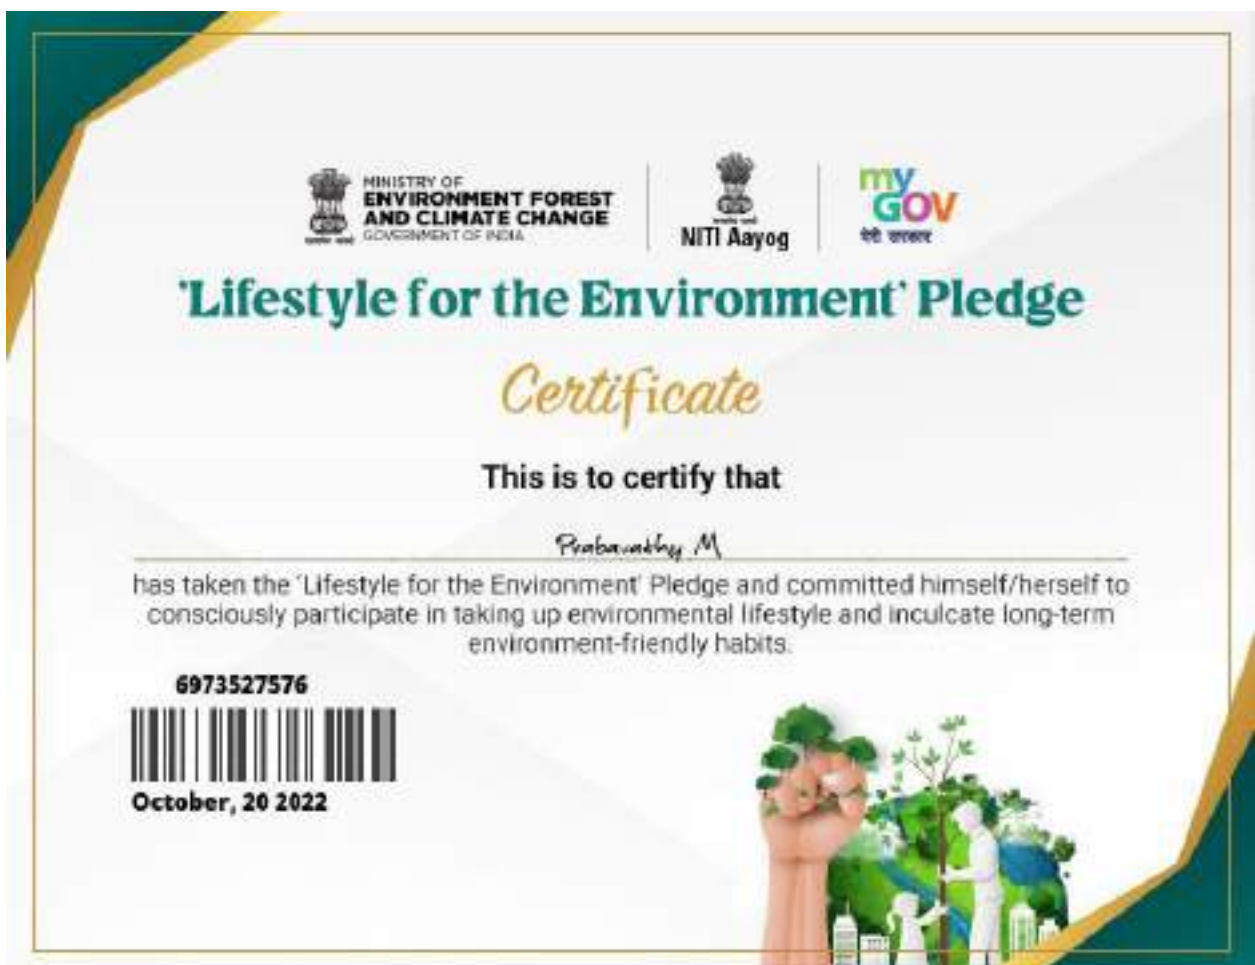 MINISTRY OF
ENVIRONMENT FOREST
AND CLIMATE CHANGE
GOVERNMENT OF INDIA
NITI Aayog
my
GOV
मेरी सरकार
'Lifestyle for the Environment' Pledge
Certificate
This is to certify that
Prabavathy M
has taken the 'Lifestyle for the Environment' Pledge and committed himself/herself to
consciously participate in taking up environmental lifestyle and inculcate long-term
environment-friendly habits.
6973527576
October, 20 2022